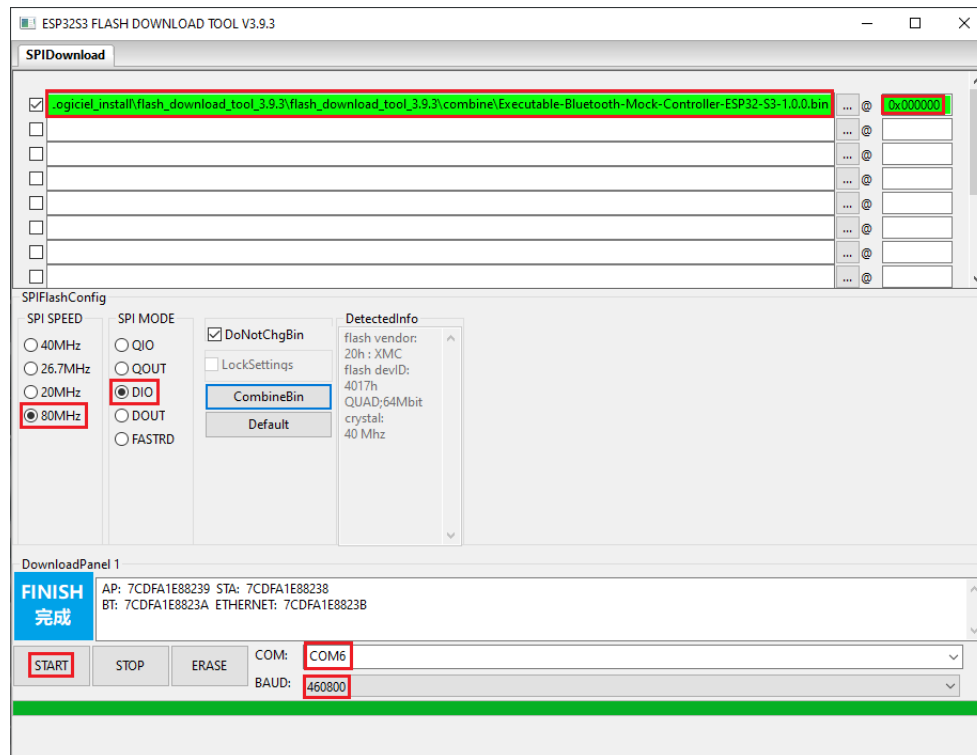 ESP32S3 FLASH DOWNLOAD TOOL V3.9.3
SPIDownload
.ogiciel_install\flash_download_tool_3.9.3\flash_download_tool_3.9.3\combine\Executable-Bluetooth-Mock-Controller-ESP32-S3-1.0.0.bin ... @ 0x000000
... @
... @
... @
... @
... @
... @
... @
SPIFlashConfig
SPI SPEED
40MHz
26.7MHz
20MHz
80MHz
SPI MODE
QIO
QOUT
DIO
DOUT
FASTRD
DoNotChgBin
LockSettings
CombineBin
Default
DetectedInfo
flash vendor:
20h : XMC
flash devID:
4017h
QUAD;64Mbit
crystal:
40 Mhz
DownloadPanel 1
FINISH
完成
AP: 7CDFA1E88239 STA: 7CDFA1E88238
BT: 7CDFA1E8823A ETHERNET: 7CDFA1E8823B
START
STOP
ERASE
COM: COM6
BAUD: 460800